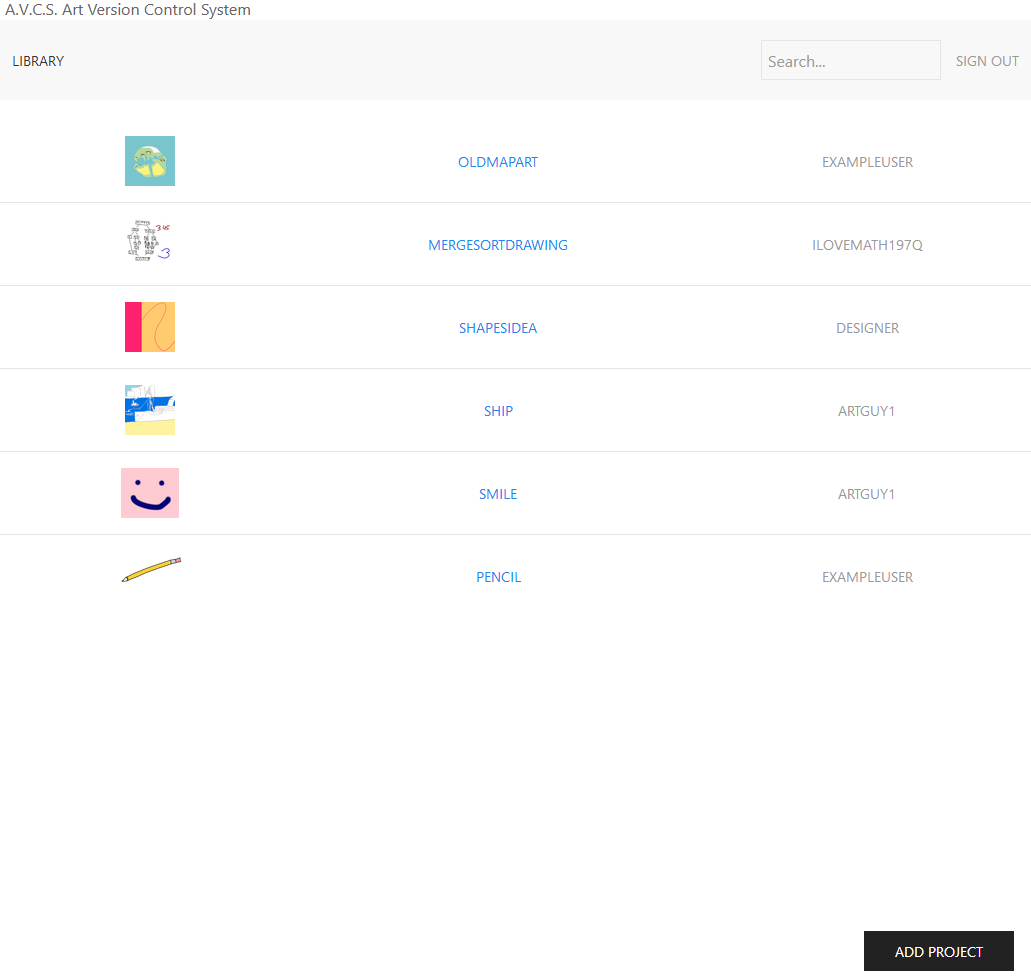 A.V.C.S. Art Version Control System
LIBRARY
Search...
SIGN OUT
OLDMAPART
EXAMPLEUSER
MERGESORTDRAWING
ILOVEMATH197Q
SHAPESIDEA
DESIGNER
SHIP
ARTGUY1
SMILE
ARTGUY1
PENCIL
EXAMPLEUSER
ADD PROJECT